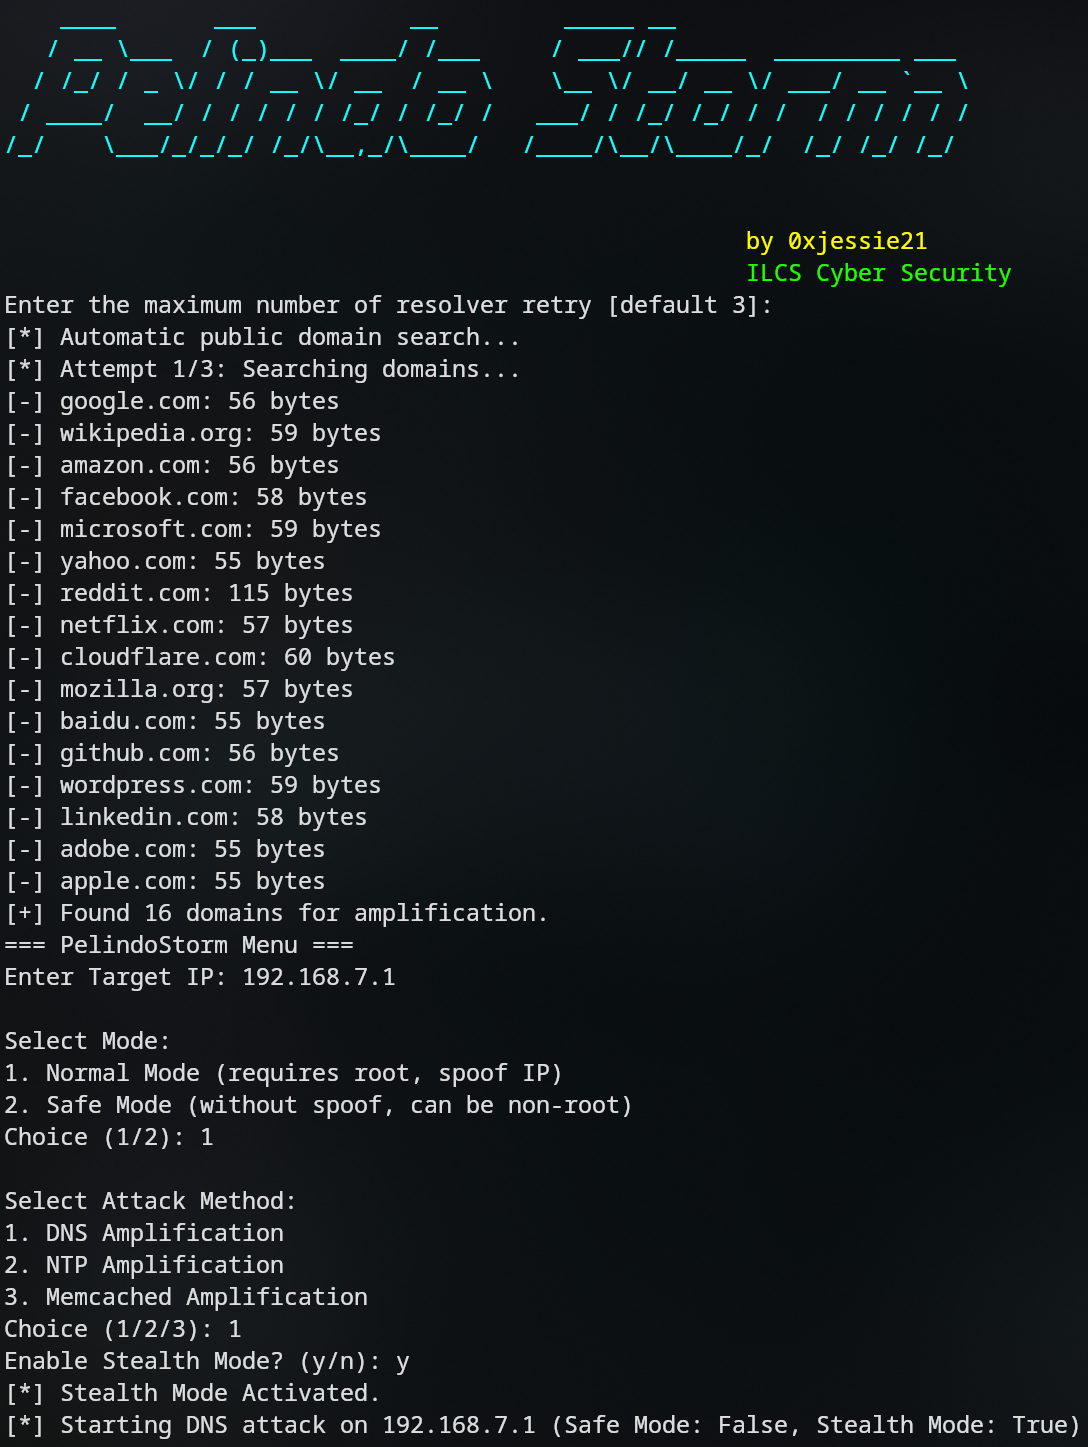 Pelindo Storm
by 0xjessie21
ILCS Cyber Security
Enter the maximum number of resolver retry [default 3]:
[*] Automatic public domain search...
[*] Attempt 1/3: Searching domains...
[-] google.com: 56 bytes
[-] wikipedia.org: 59 bytes
[-] amazon.com: 56 bytes
[-] facebook.com: 58 bytes
[-] microsoft.com: 59 bytes
[-] yahoo.com: 55 bytes
[-] reddit.com: 115 bytes
[-] netflix.com: 57 bytes
[-] cloudflare.com: 60 bytes
[-] mozilla.org: 57 bytes
[-] baidu.com: 55 bytes
[-] github.com: 56 bytes
[-] wordpress.com: 59 bytes
[-] linkedin.com: 58 bytes
[-] adobe.com: 55 bytes
[-] apple.com: 55 bytes
[+] Found 16 domains for amplification.
=== PelindoStorm Menu ===
Enter Target IP: 192.168.7.1
Select Mode:
1. Normal Mode (requires root, spoof IP)
2. Safe Mode (without spoof, can be non-root)
Choice (1/2): 1
Select Attack Method:
1. DNS Amplification
2. NTP Amplification
3. Memcached Amplification
Choice (1/2/3): 1
Enable Stealth Mode? (y/n): y
[*] Stealth Mode Activated.
[*] Starting DNS attack on 192.168.7.1 (Safe Mode: False, Stealth Mode: True)